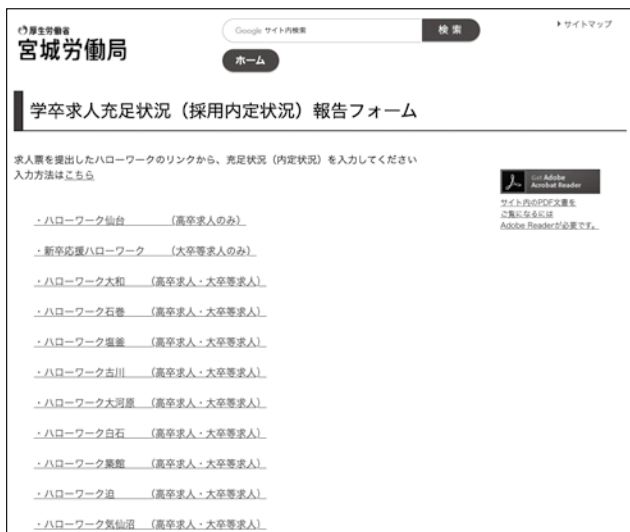 厚生労働省
宮城労働局
Google サイト内検索
検索
サイトマップ
ホーム
学卒求人充足状況（採用内定状況）報告フォーム
求人票を提出したハローワークのリンクから、充足状況（内定状況）を入力してください
入力方法はこちら
Get Adobe
Acrobat Reader
サイト内のPDF文書を
ご覧になるには
Adobe Readerが必要です。
・ハローワーク仙台　　　（高卒求人のみ）
・新卒応援ハローワーク　　（大卒等求人のみ）
・ハローワーク大和　　（高卒求人・大卒等求人）
・ハローワーク石巻　　（高卒求人・大卒等求人）
・ハローワーク塩釜　　（高卒求人・大卒等求人）
・ハローワーク古川　　（高卒求人・大卒等求人）
・ハローワーク大河原　（高卒求人・大卒等求人）
・ハローワーク白石　　（高卒求人・大卒等求人）
・ハローワーク築館　　（高卒求人・大卒等求人）
・ハローワーク迫　　　（高卒求人・大卒等求人）
・ハローワーク気仙沼　（高卒求人・大卒等求人）